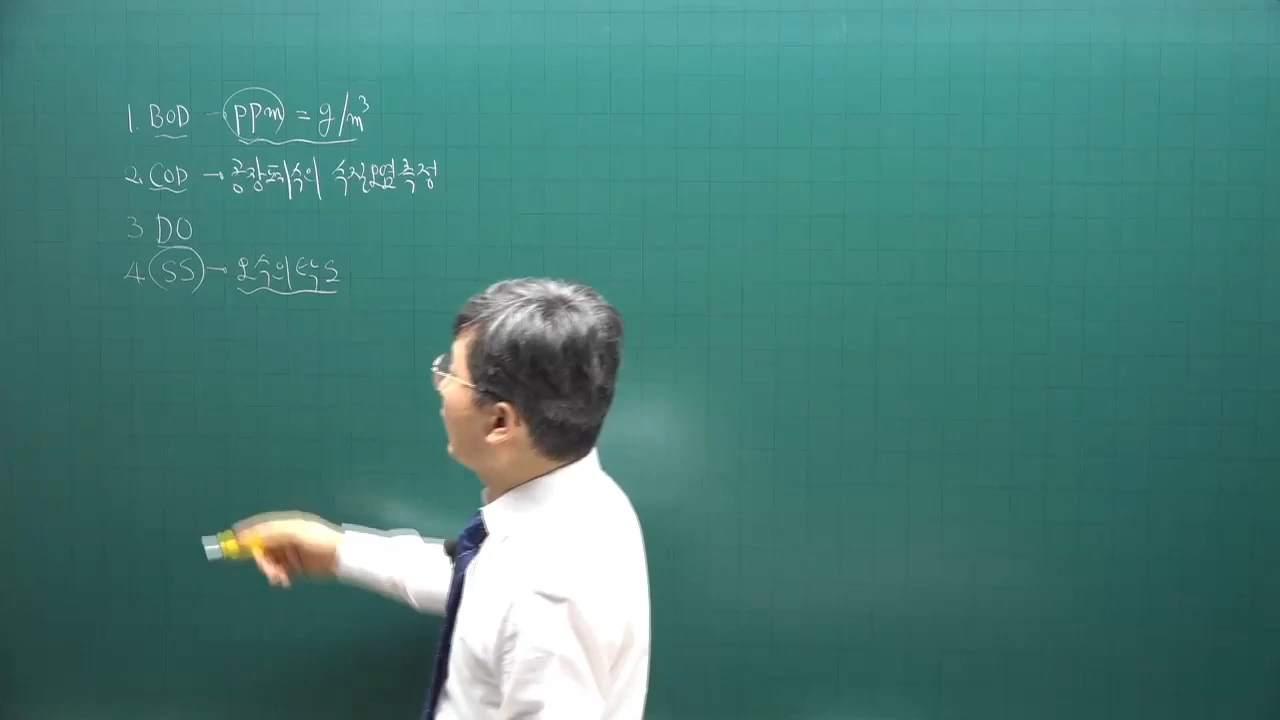 1. BOD - ppm = g/m³
2. COD → 공장폐수의 수질오염측정
3 DO
4 SS → 오수의 탁도